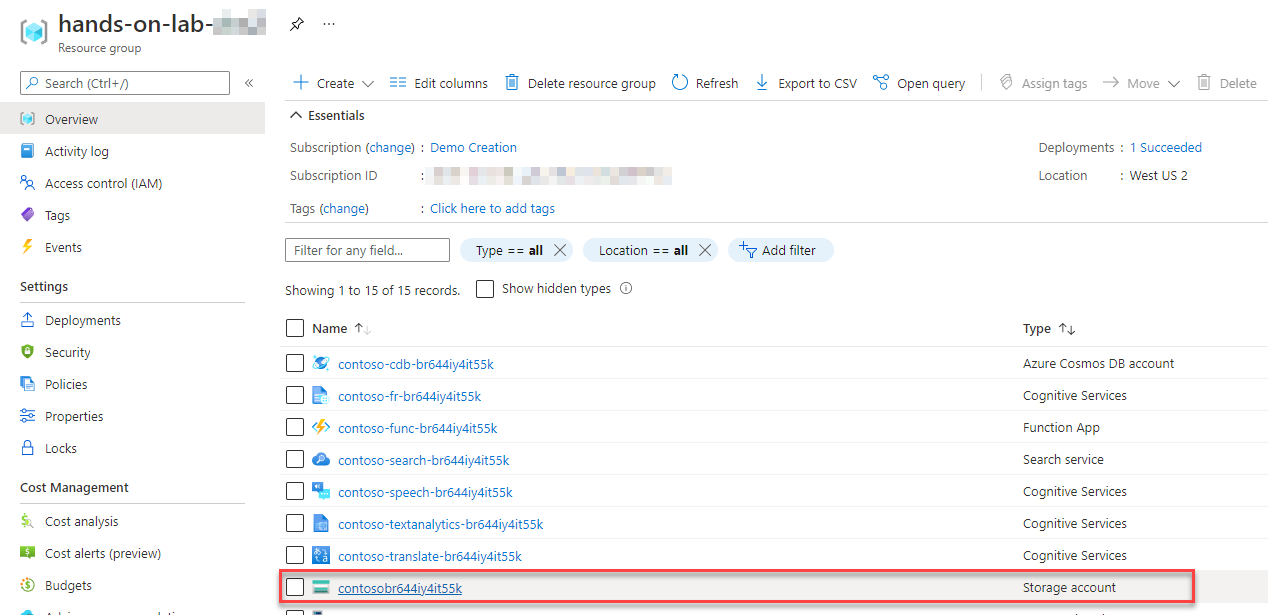 hands-on-lab-
Resource group
Search (Ctrl+/)
«
Overview
Activity log
Access control (IAM)
Tags
Events
Settings
Deployments
Security
Policies
Properties
Locks
Cost Management
Cost analysis
Cost alerts (preview)
Budgets
Create
Edit columns
Delete resource group
Refresh
Export to CSV
Open query
Assign tags
Move
Delete
Essentials
Subscription (change) : Demo Creation
Deployments : 1 Succeeded
Subscription ID :
Location : West US 2
Tags (change) : Click here to add tags
Filter for any field...
Type == all
Location == all
Add filter
Showing 1 to 15 of 15 records.
Show hidden types
Name ↑↓ Type ↑↓
contoso-cdb-br644iy4it55k Azure Cosmos DB account
contoso-fr-br644iy4it55k Cognitive Services
contoso-func-br644iy4it55k Function App
contoso-search-br644iy4it55k Search service
contoso-speech-br644iy4it55k Cognitive Services
contoso-textanalytics-br644iy4it55k Cognitive Services
contoso-translate-br644iy4it55k Cognitive Services
contosobr644iy4it55k Storage account